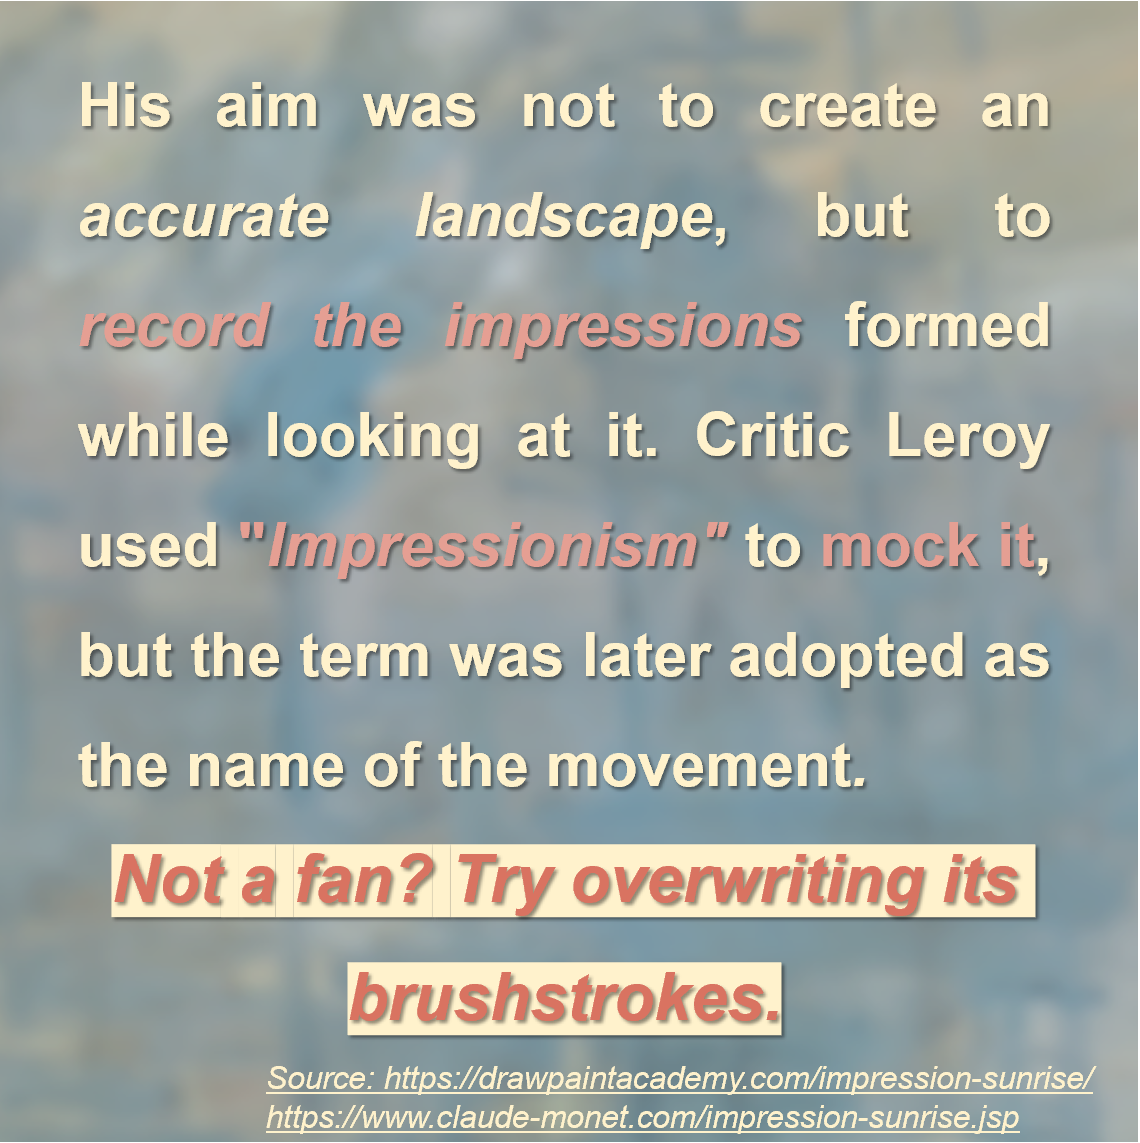 His aim was not to create an
accurate landscape, but to
record the impressions formed
while looking at it. Critic Leroy
used "Impressionism" to mock it,
but the term was later adopted as
the name of the movement.
Not a fan? Try overwriting its
brushstrokes.
Source: https://drawpaintacademy.com/impression-sunrise/
https://www.claude-monet.com/impression-sunrise.jsp